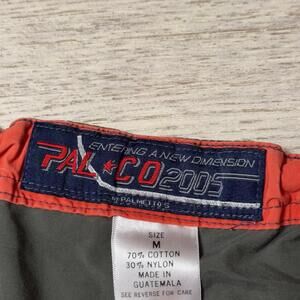 ENTERING A NEW DIMENSION
PAL★CO 2005
BY PALMETTO'S
SIZE
M
70% COTTON
30% NYLON
MADE IN
GUATEMALA
SEE REVERSE FOR CARE